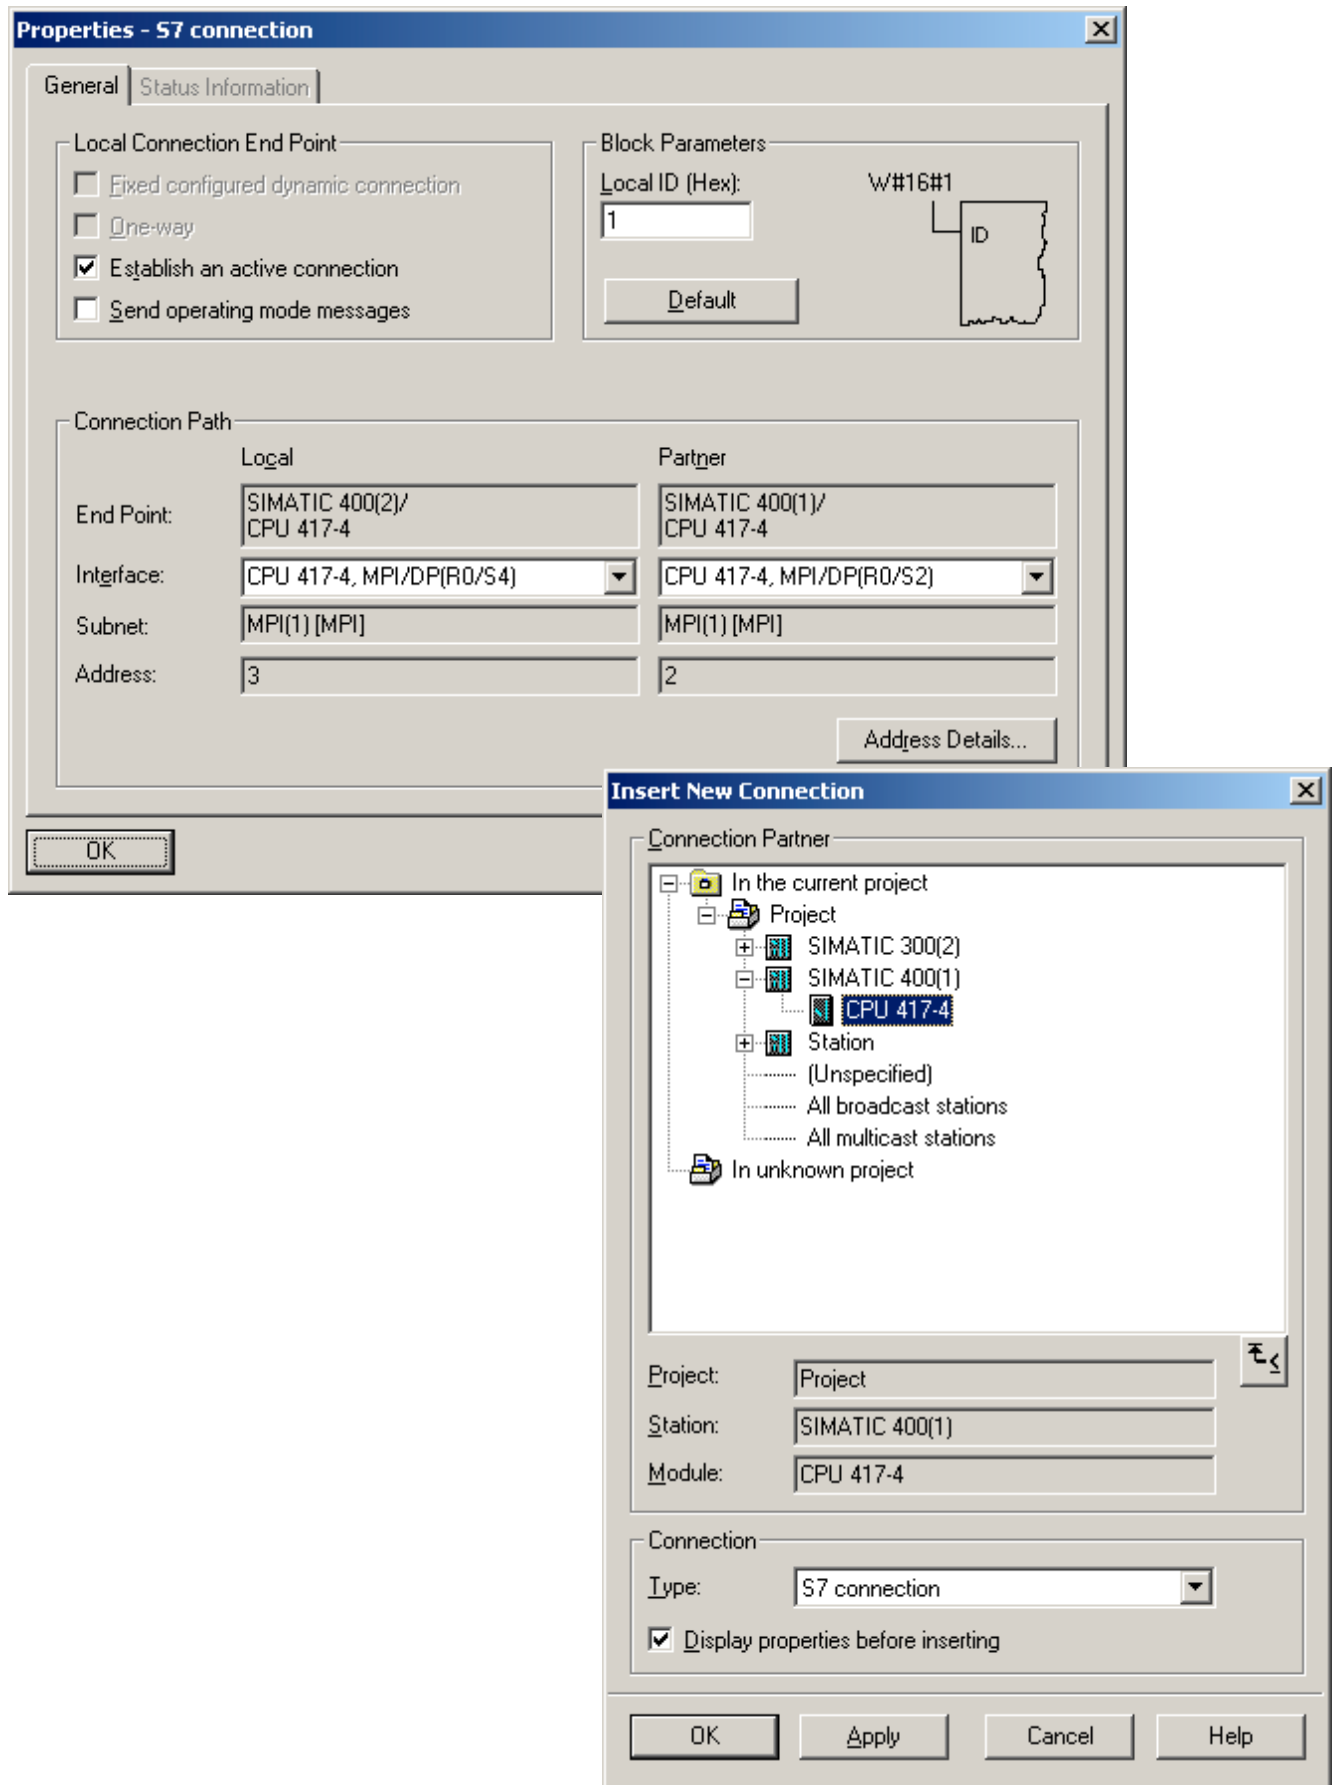 Properties - S7 connection
General
Status Information
Local Connection End Point
Fixed configured dynamic connection
One-way
Establish an active connection
Send operating mode messages
Block Parameters
Local ID (Hex):
W#16#1
1
ID
Default
Connection Path
Local
Partner
End Point:
SIMATIC 400(2)/
CPU 417-4
SIMATIC 400(1)/
CPU 417-4
Interface:
CPU 417-4, MPI/DP(R0/S4)
CPU 417-4, MPI/DP(R0/S2)
Subnet:
MPI(1) [MPI]
MPI(1) [MPI]
Address:
3
2
Address Details...
OK
Insert New Connection
Connection Partner
In the current project
Project
SIMATIC 300(2)
SIMATIC 400(1)
CPU 417-4
Station
(Unspecified)
All broadcast stations
All multicast stations
In unknown project
Project:
Project
Station:
SIMATIC 400(1)
Module:
CPU 417-4
Connection
Type:
S7 connection
Display properties before inserting
OK
Apply
Cancel
Help